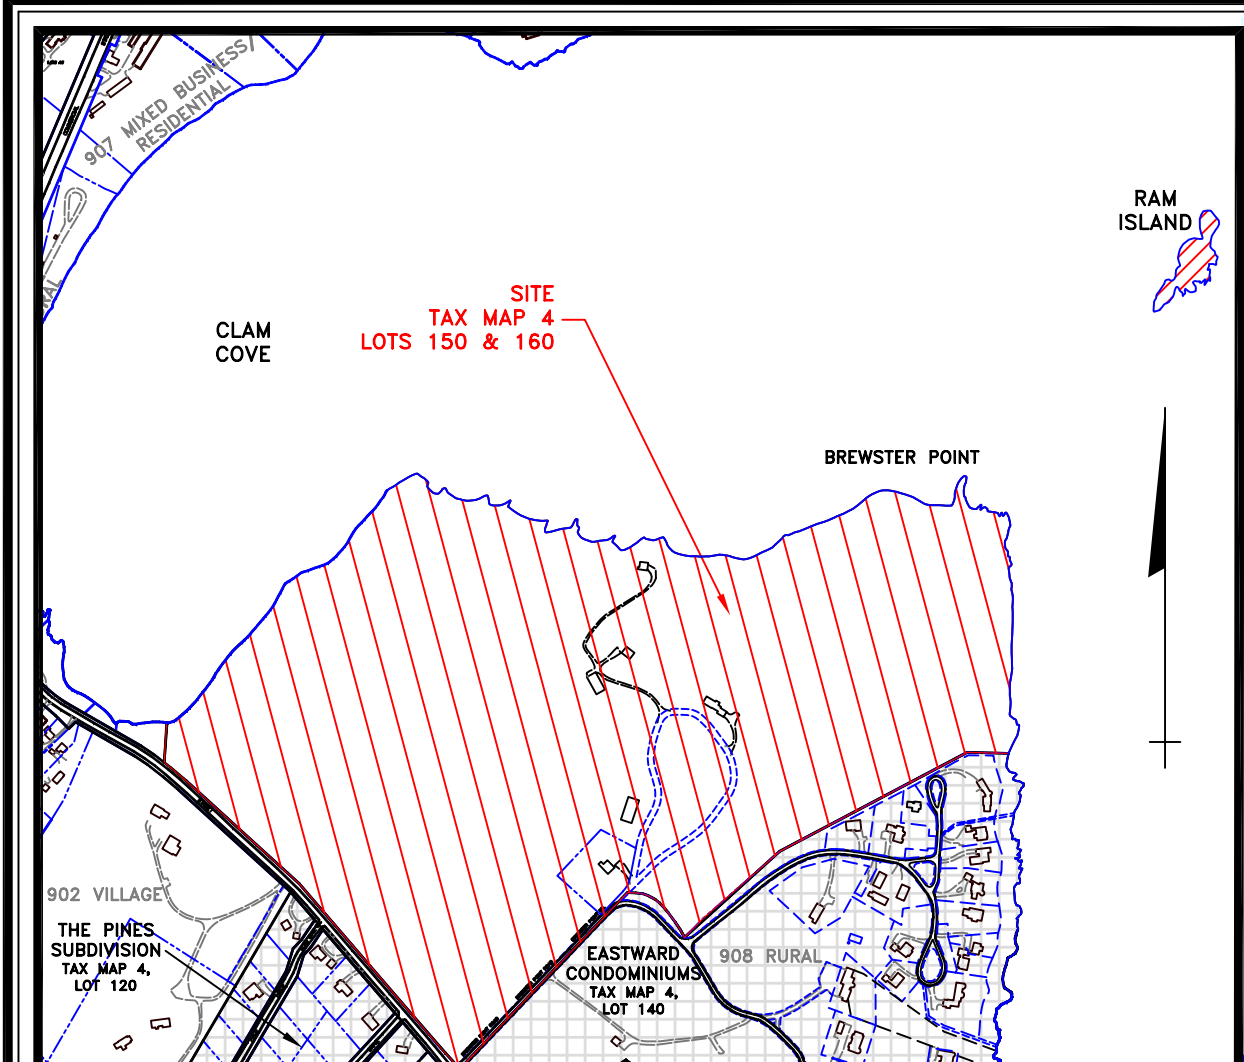 907 MIXED BUSINESS/
RESIDENTIAL
RAM
ISLAND
SITE
TAX MAP 4
LOTS 150 & 160
CLAM
COVE
BREWSTER POINT
902 VILLAGE
THE PINES
SUBDIVISION
TAX MAP 4,
LOT 120
EASTWARD
CONDOMINIUMS
TAX MAP 4,
LOT 140
908 RURAL